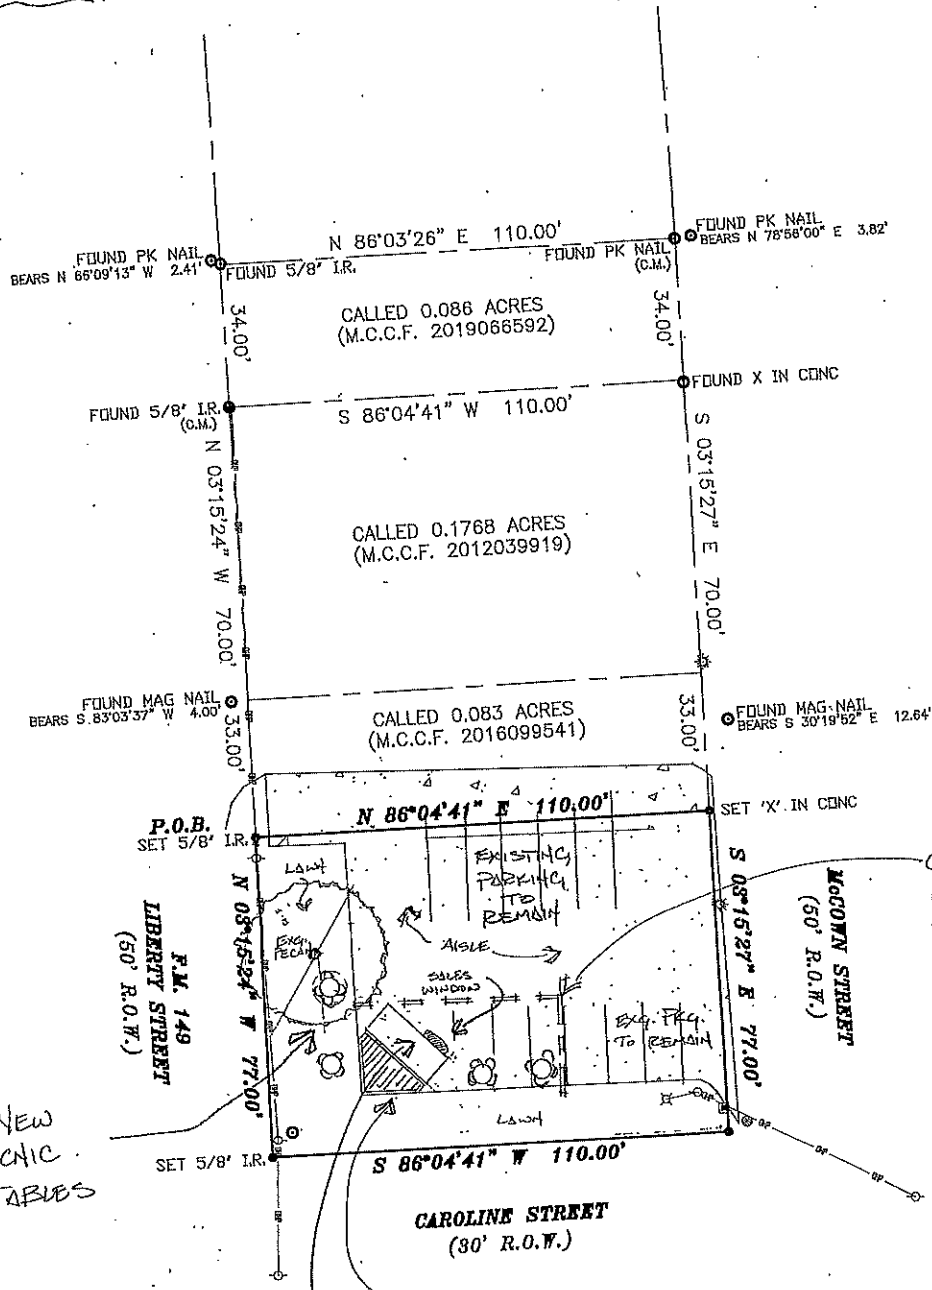 N 86°03'26" E 110.00'
FOUND PK NAIL
BEARS N 66°09'13" W 2.41'
FOUND 5/8" I.R.
FOUND PK NAIL
(C.M.)
FOUND PK NAIL
BEARS N 78°58'00" E 3.82'
34.00'
CALLED 0.086 ACRES
(M.C.C.F. 2019066592)
34.00'
FOUND X IN CONC
FOUND 5/8" I.R.
(C.M.)
S 86°04'41" W 110.00'
N 03°15'24" W 70.00'
CALLED 0.1768 ACRES
(M.C.C.F. 2012039919)
S 03°15'27" E 70.00'
FOUND MAG NAIL
BEARS S 83°03'37" W 4.00'
33.00'
CALLED 0.083 ACRES
(M.C.C.F. 2016099541)
33.00'
FOUND MAG NAIL
BEARS S 30°19'52" E 12.64'
N 86°04'41" E 110.00'
SET 'X' IN CONC
P.O.B.
SET 5/8" I.R.
LAWN
EXISTING
PARKING
TO
REMAIN
EXG.
PECAN
AISLE
SALES
WINDOW
EXG. PKG.
TO REMAIN
N 03°15'24" W 77.00'
S 03°15'27" E 77.00'
F.M. 149
LIBERTY STREET
(50' R.O.W.)
McCOWN STREET
(50' R.O.W.)
NEW
CNIC
TABLES
LAWN
SET 5/8" I.R.
S 86°04'41" W 110.00'
CAROLINE STREET
(30' R.O.W.)